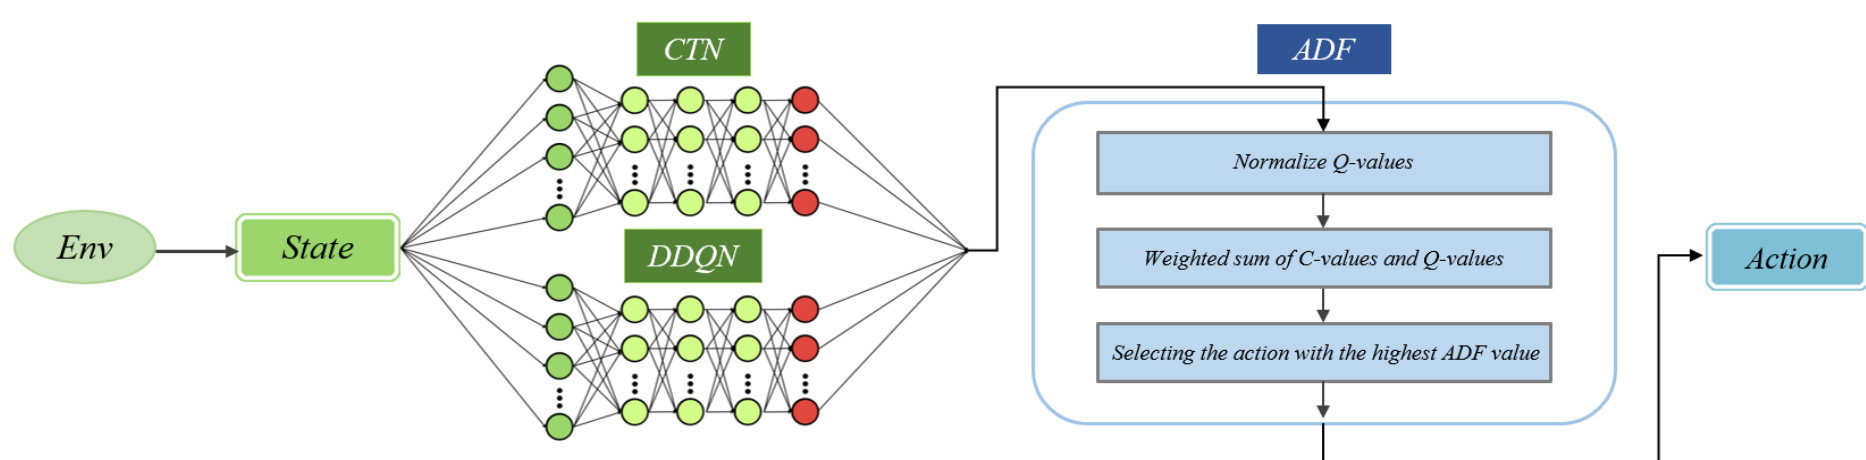 CTN
ADF
Normalize Q-values
Env
State
DDQN
Weighted sum of C-values and Q-values
Action
Selecting the action with the highest ADF value